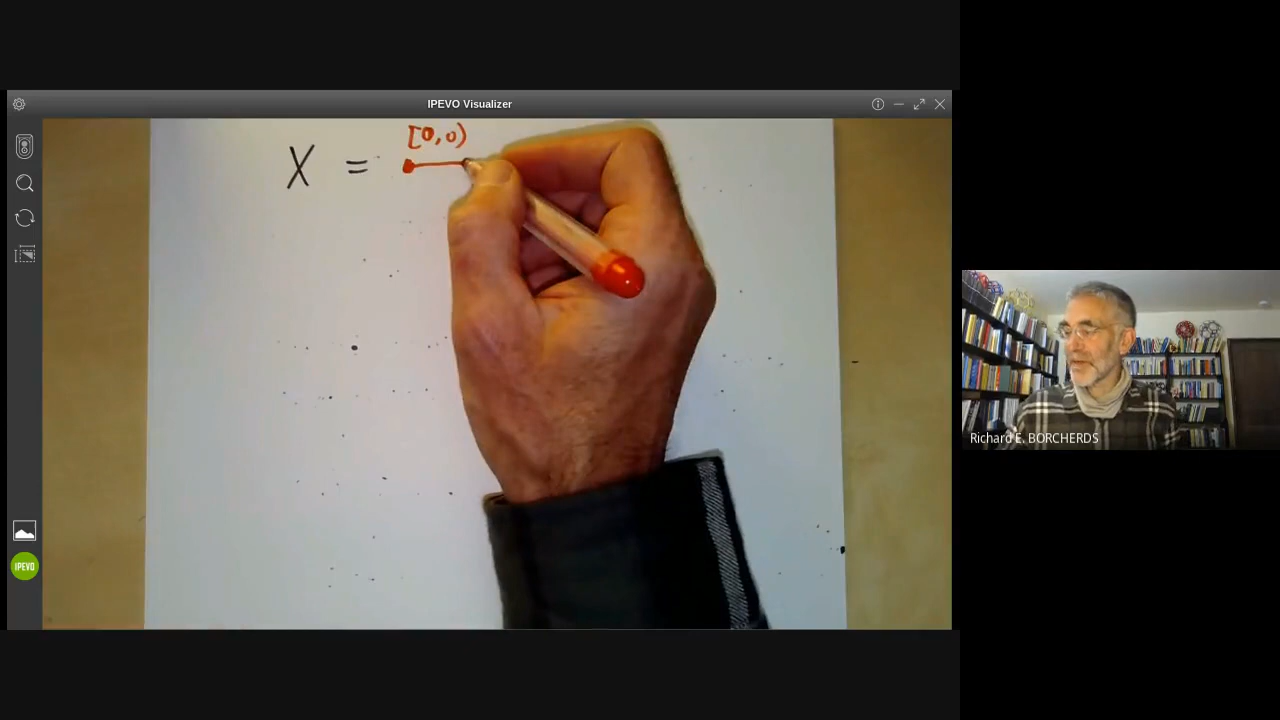 IPEVO Visualizer
[0,0)
X =
IPEVO
Richard E. BORCHERDS